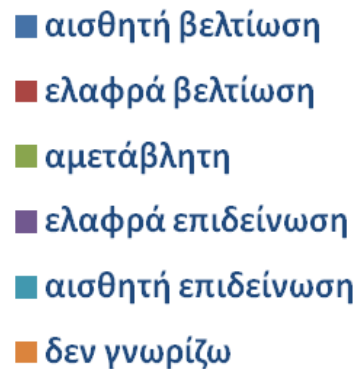 αισθητή βελτίωση
ελαφρά βελτίωση
αμετάβλητη
ελαφρά επιδείνωση
αισθητή επιδείνωση
δεν γνωρίζω